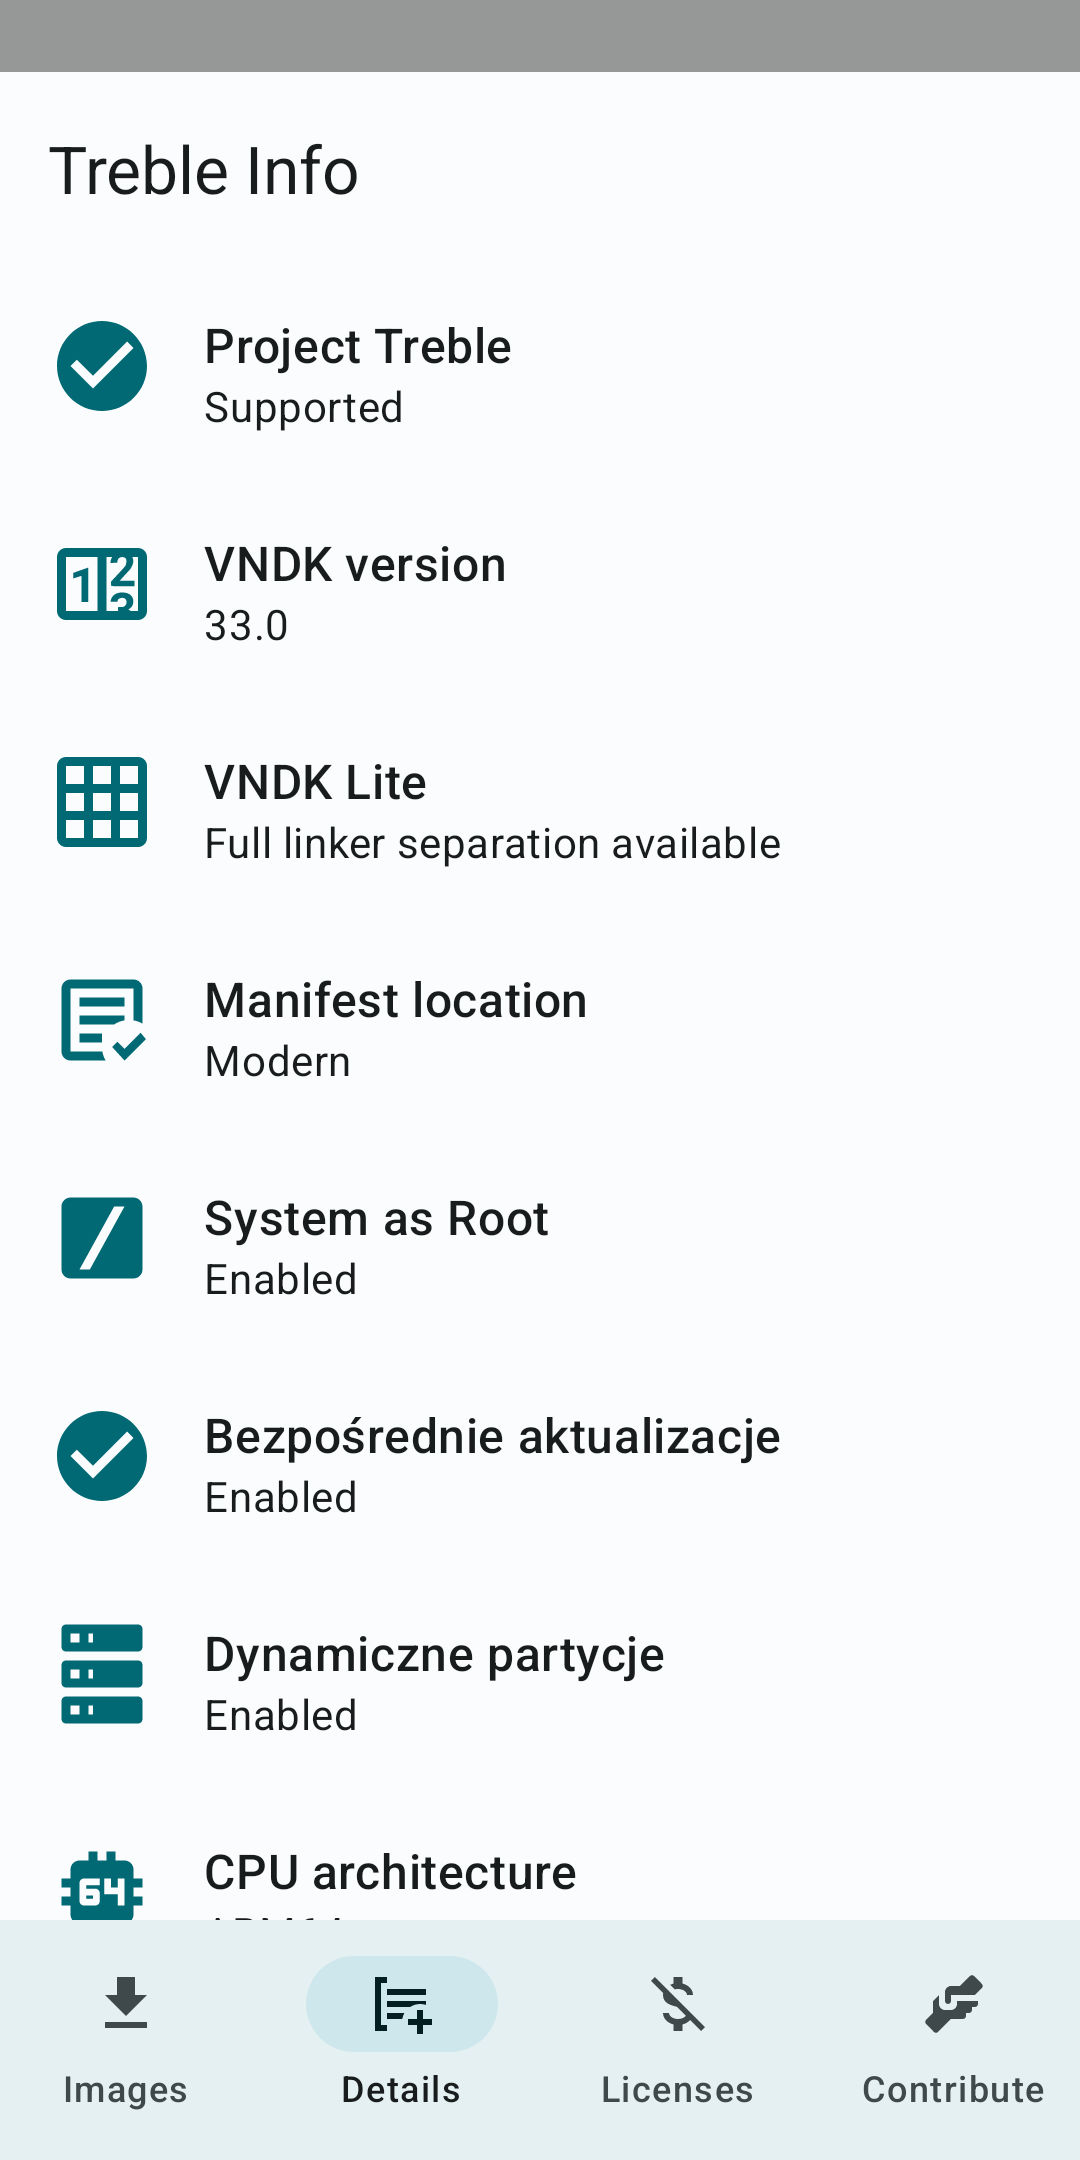 Treble Info
Project Treble
Supported
VNDK version
33.0
VNDK Lite
Full linker separation available
Manifest location
Modern
System as Root
Enabled
Bezpośrednie aktualizacje
Enabled
Dynamiczne partycje
Enabled
64
CPU architecture
Images
Details
Licenses
Contribute